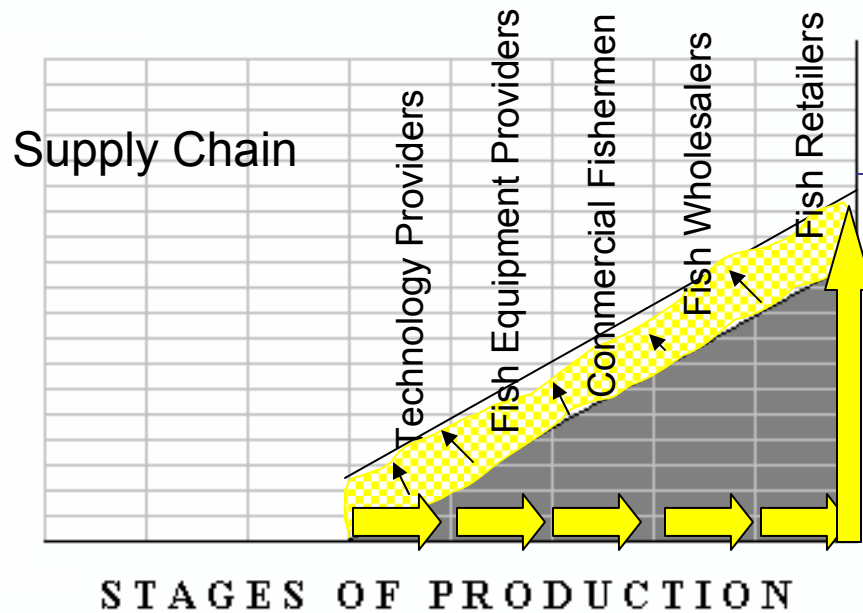 Supply Chain
Technology Providers
Fish Equipment Providers
Commercial Fishermen
Fish Wholesalers
Fish Retailers
STAGES OF PRODUCTION